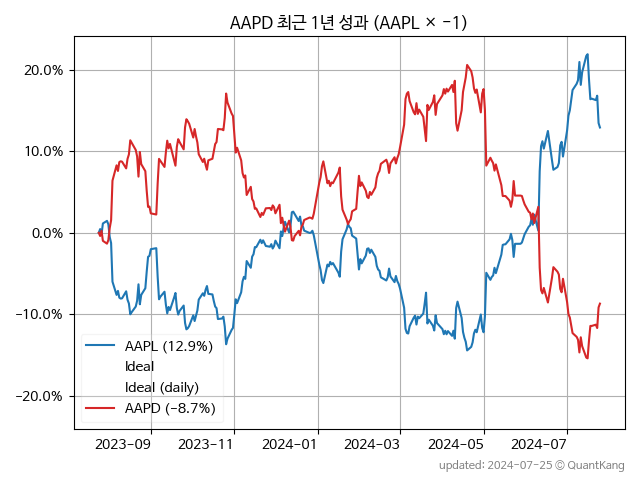 AAPD 최근 1년 성과 (AAPL × −1)
20.0%
10.0%
0.0%
−10.0%
−20.0%
AAPL (12.9%)
Ideal
Ideal (daily)
AAPD (−8.7%)
2023−09
2023−11
2024−01
2024−03
2024−05
2024−07
updated: 2024-07-25 © QuantKang